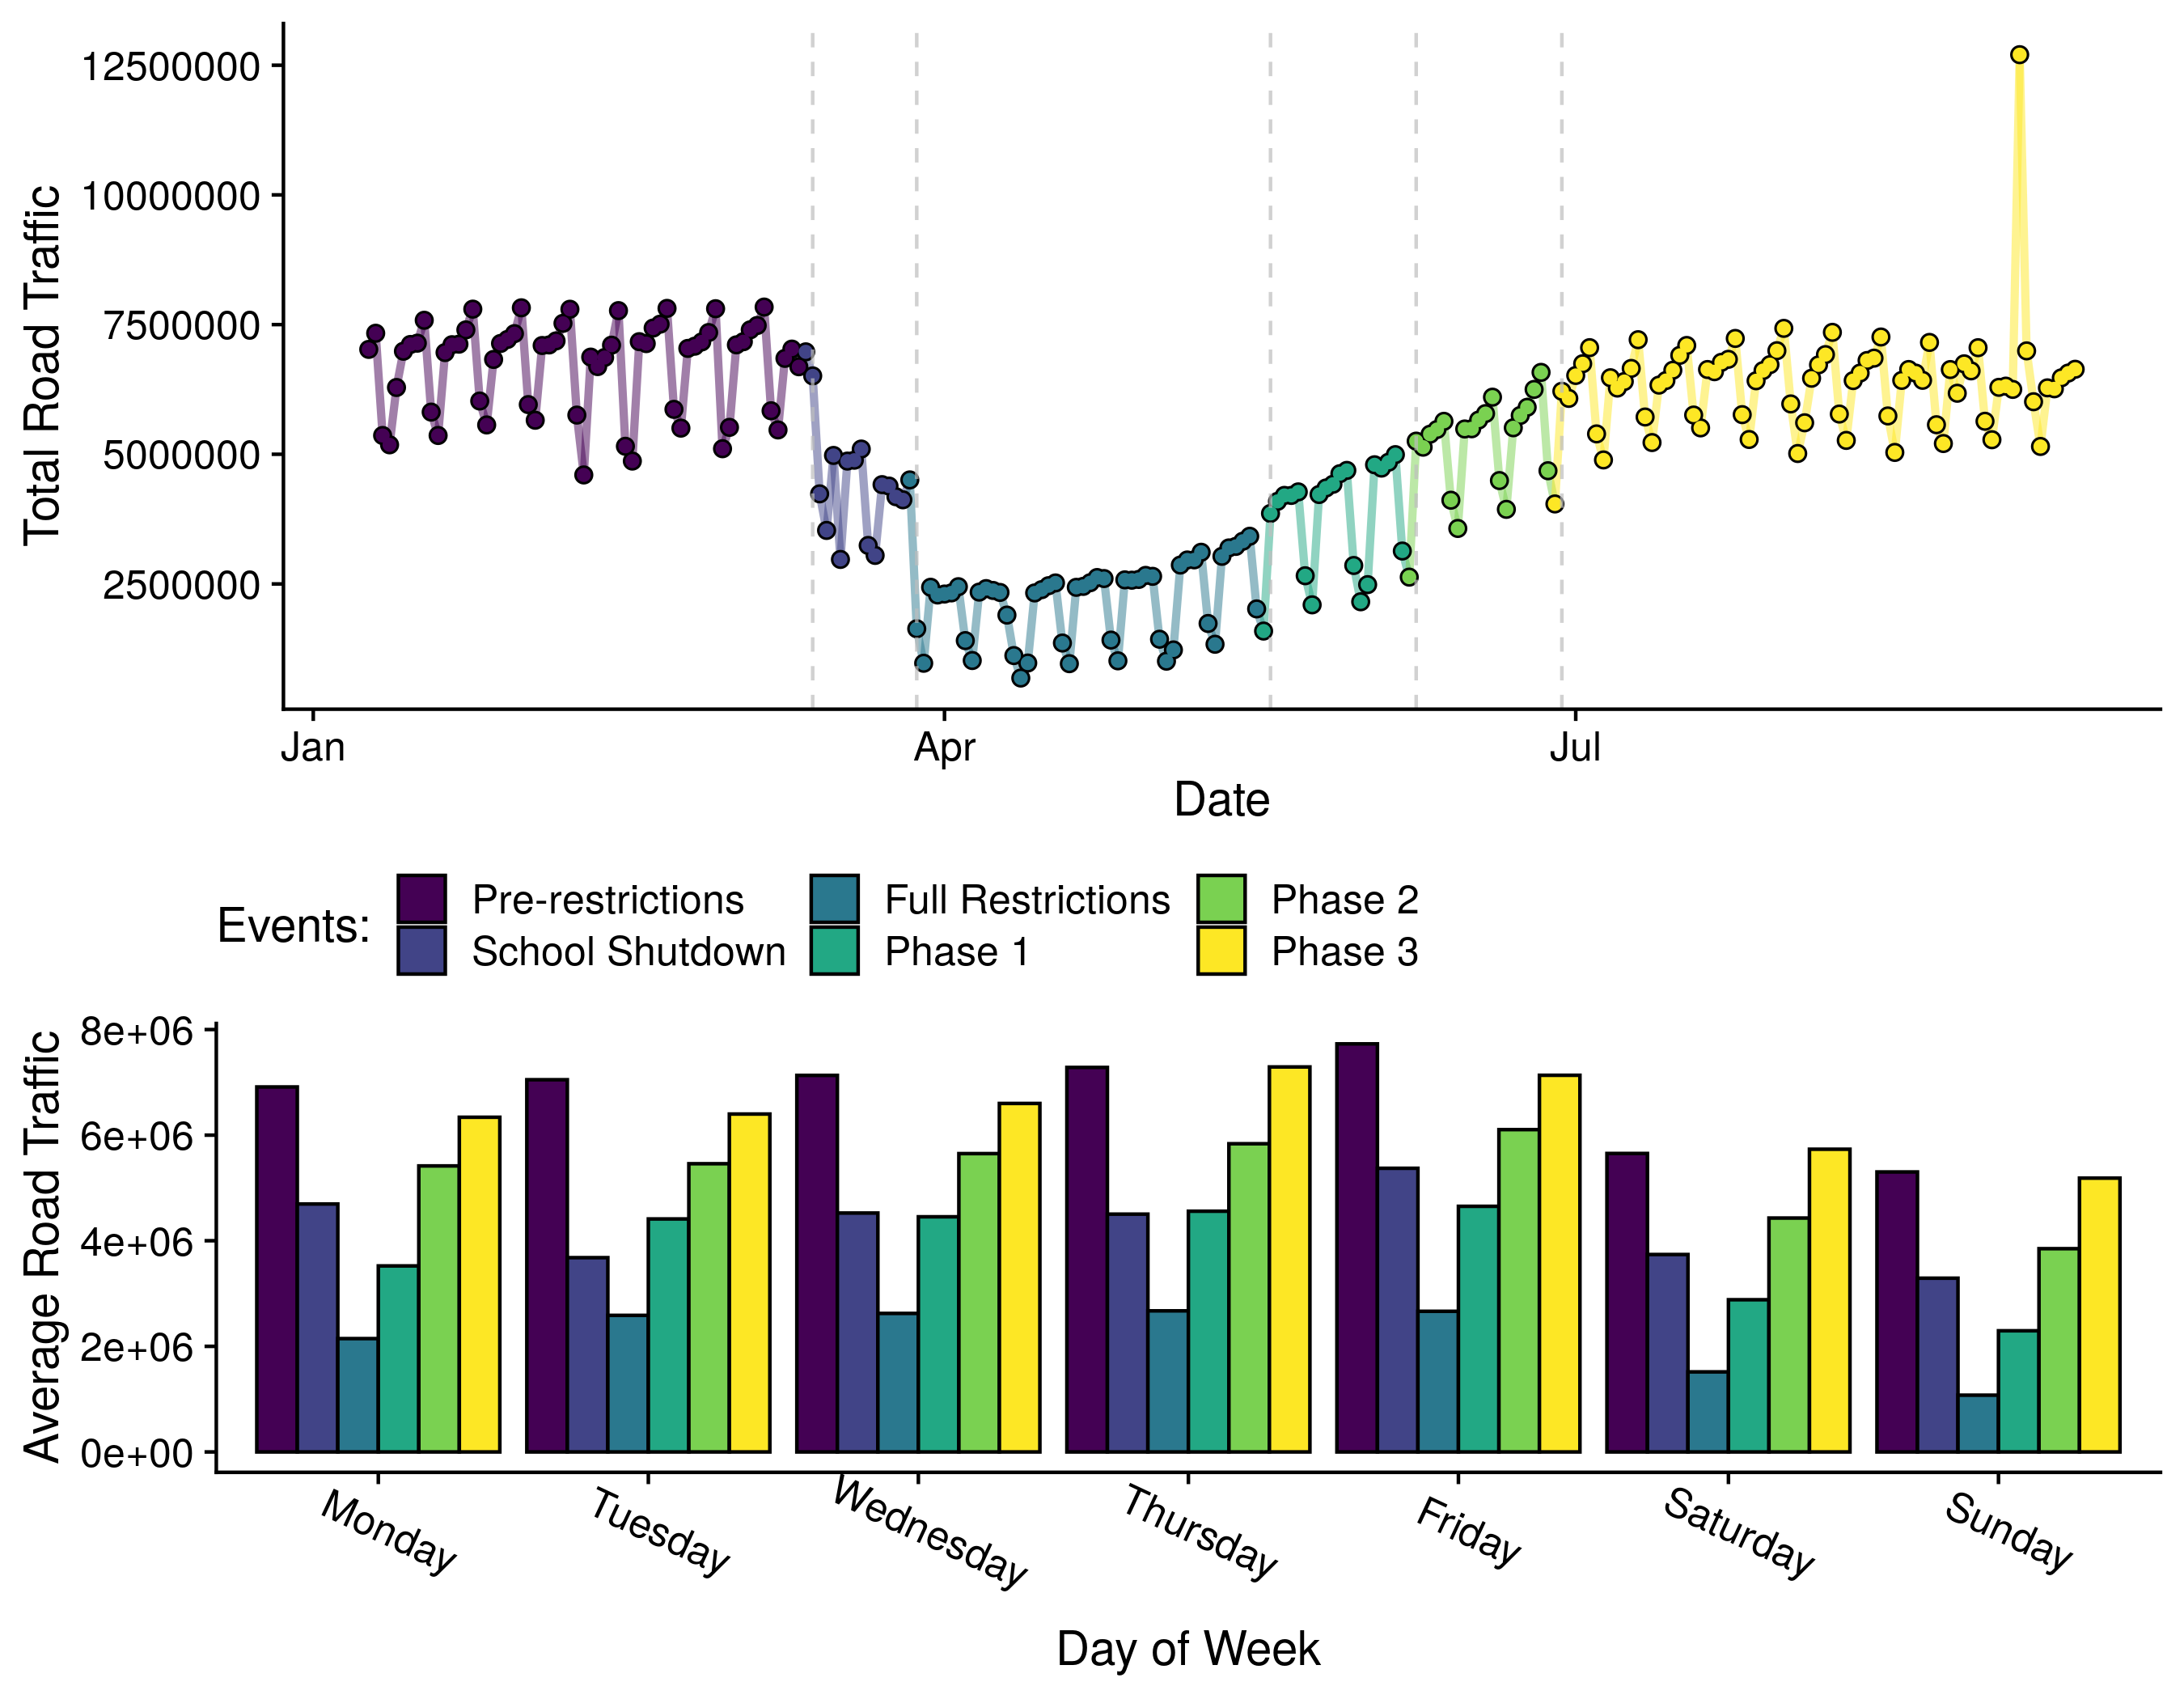 Total Road Traffic
12500000
10000000
7500000
5000000
2500000
Jan
Apr
Jul
Date
Events:
Pre-restrictions
School Shutdown
Full Restrictions
Phase 1
Phase 2
Phase 3
Average Road Traffic
8e+06
6e+06
4e+06
2e+06
0e+00
Monday
Tuesday
Wednesday
Thursday
Friday
Saturday
Sunday
Day of Week